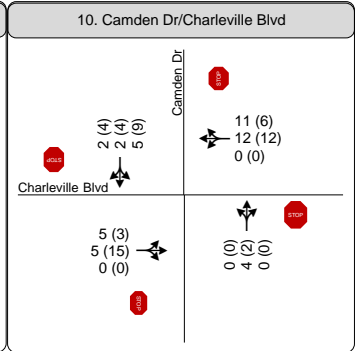 10. Camden Dr/Charleville Blvd
Camden Dr
STOP
2 (4)
2 (4)
5 (9)
11 (6)
12 (12)
0 (0)
STOP
Charleville Blvd
STOP
5 (3)
5 (15)
0 (0)
0 (0)
4 (2)
0 (0)
STOP